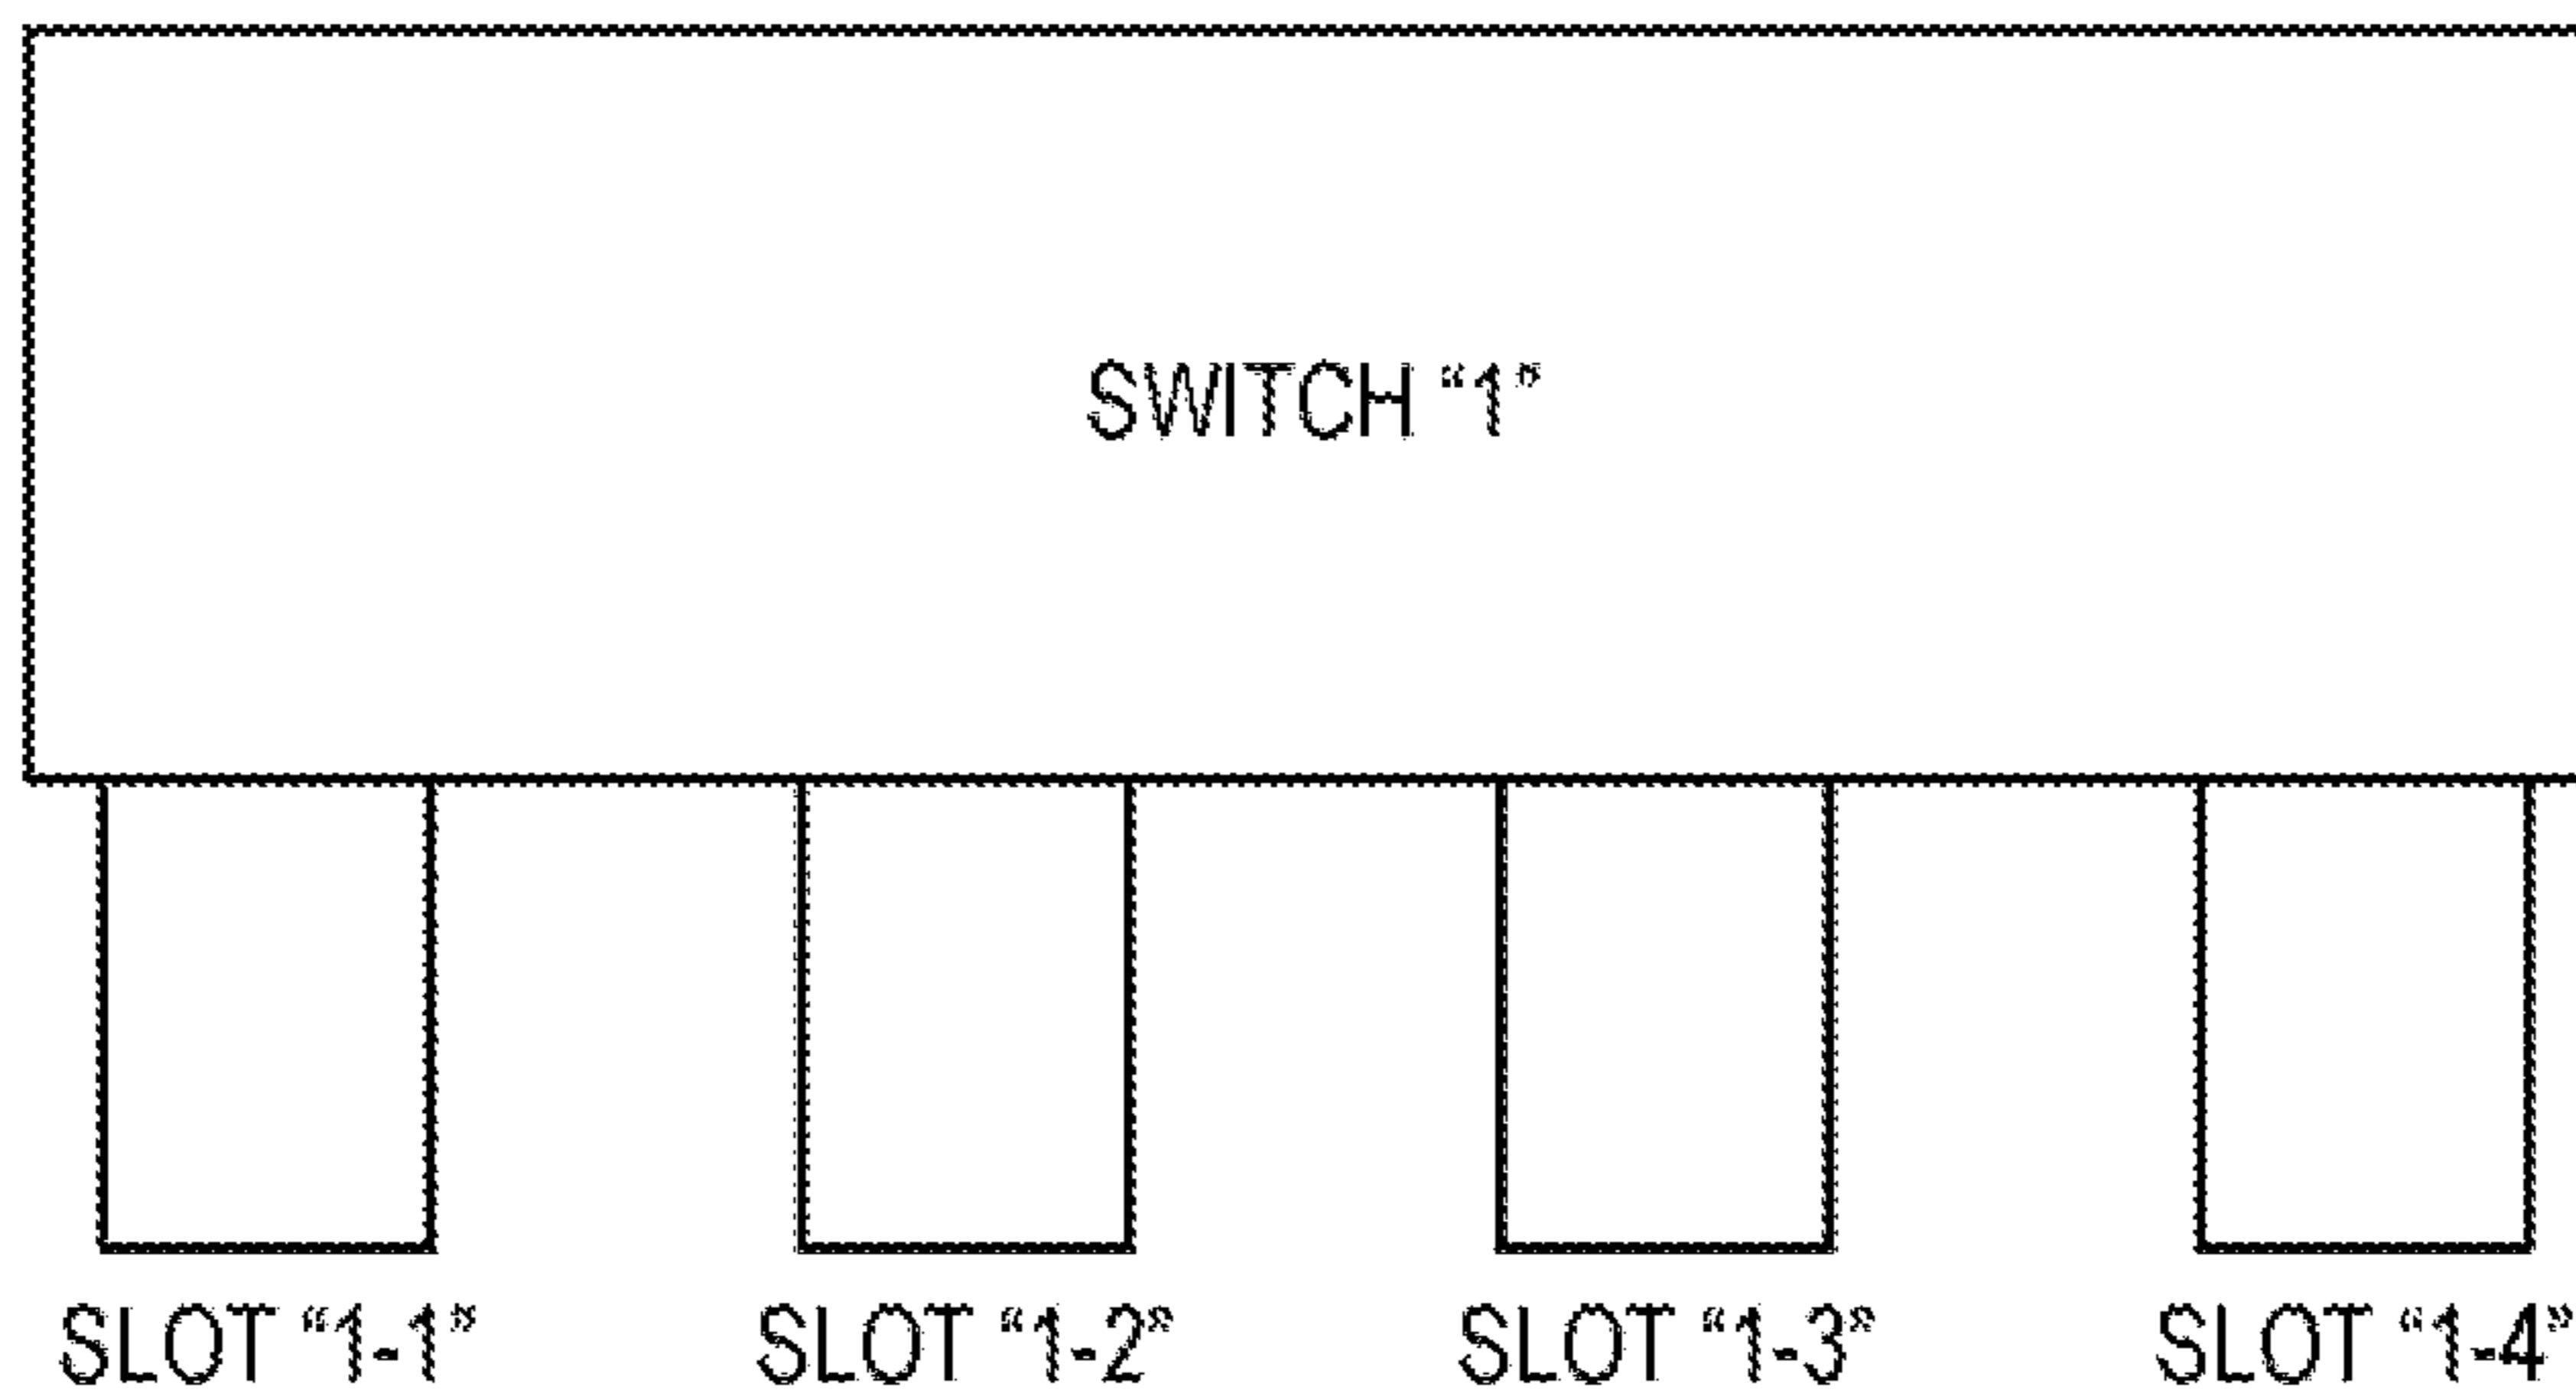 SWITCH “1”
SLOT “1-1” SLOT “1-2” SLOT “1-3” SLOT “1-4”